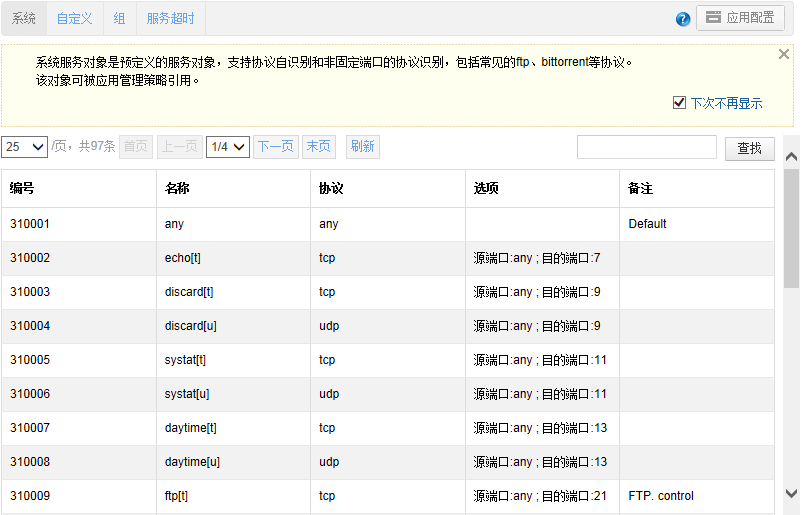 系统 自定义 组 服务超时 ? 应用配置
系统服务对象是预定义的服务对象，支持协议自识别和非固定端口的协议识别，包括常见的ftp、bittorrent等协议。
该对象可被应用管理策略引用。
下次不再显示
25 /页，共97条 首页 上一页 1/4 下一页 末页 刷新 查找
编号 名称 协议 选项 备注
310001 any any Default
310002 echo[t] tcp 源端口:any ; 目的端口:7
310003 discard[t] tcp 源端口:any ; 目的端口:9
310004 discard[u] udp 源端口:any ; 目的端口:9
310005 systat[t] tcp 源端口:any ; 目的端口:11
310006 systat[u] udp 源端口:any ; 目的端口:11
310007 daytime[t] tcp 源端口:any ; 目的端口:13
310008 daytime[u] udp 源端口:any ; 目的端口:13
310009 ftp[t] tcp 源端口:any ; 目的端口:21 FTP. control